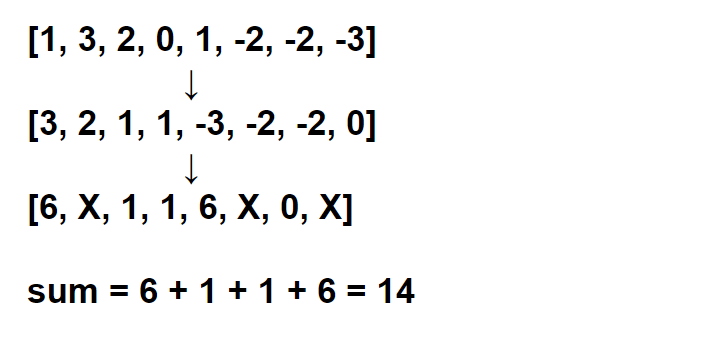 [1, 3, 2, 0, 1, -2, -2, -3]
↓
[3, 2, 1, 1, -3, -2, -2, 0]
↓
[6, X, 1, 1, 6, X, 0, X]
sum = 6 + 1 + 1 + 6 = 14